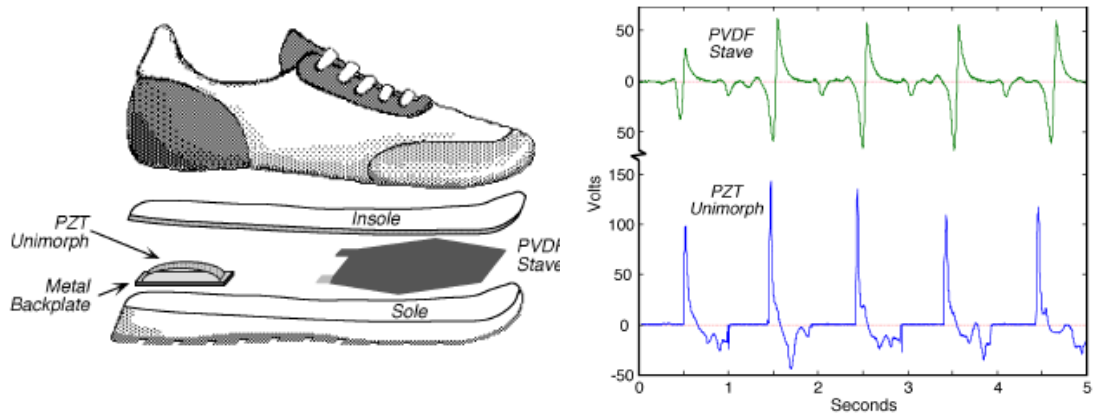 Insole
PZT
Unimorph
PVDF
Stave
Metal
Backplate
Sole
50
0
50
150
100
50
0
-50
Volts
PVDF
Stave
PZT
Unimorph
0
1
2
3
4
5
Seconds